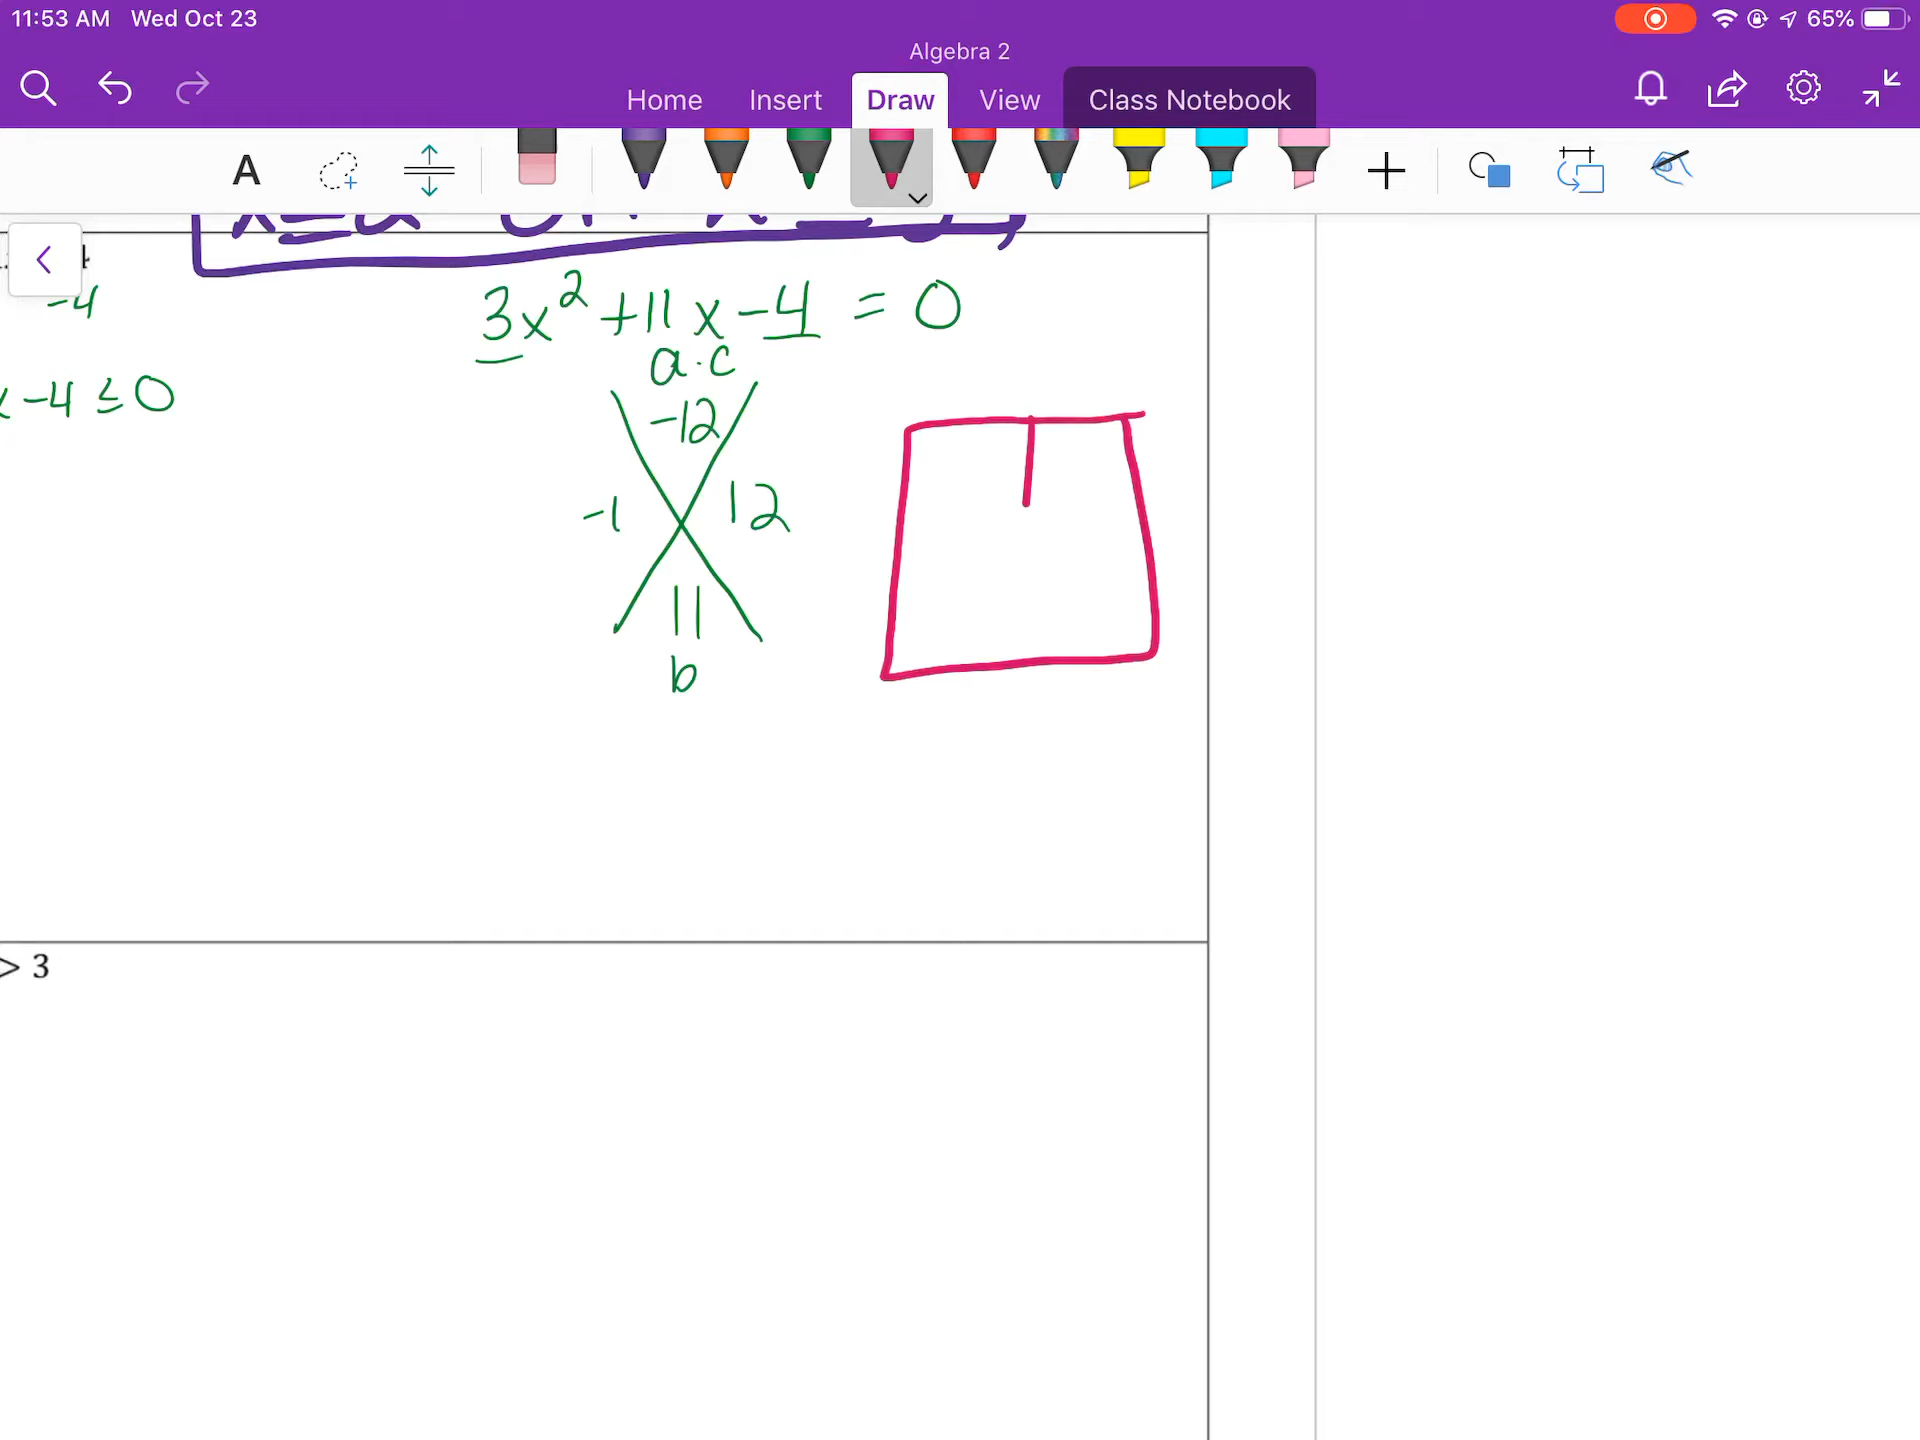 11:53 AM Wed Oct 23
65%
Algebra 2
Home Insert Draw View Class Notebook
A
4
-4
3x² +11x -4 = 0
a·c
x -4 ≤ 0
-12
-1 12
11
b
> 3